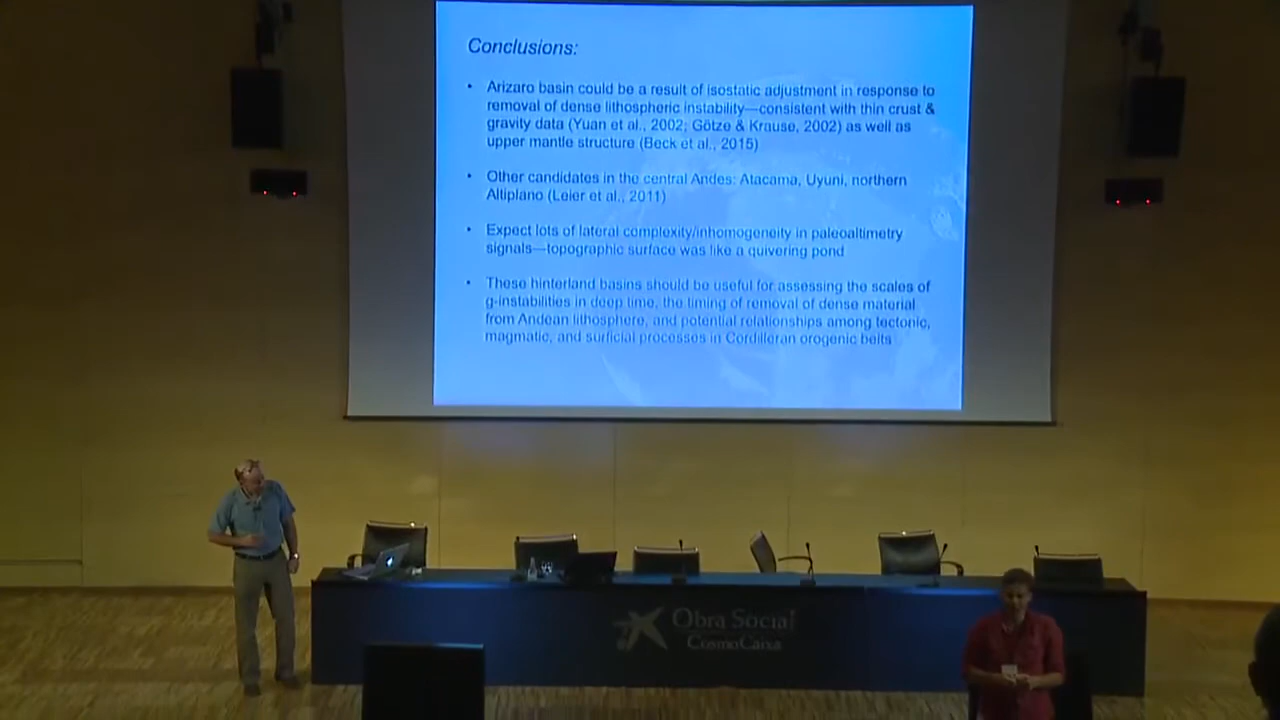 Conclusions:
• Arizaro basin could be a result of isostatic adjustment in response to
removal of dense lithospheric instability—consistent with thin crust &
gravity data (Yuan et al., 2002; Götze & Krause, 2002) as well as
upper mantle structure (Beck et al., 2015)
• Other candidates in the central Andes: Atacama, Uyuni, northern
Altiplano (Leier et al., 2011)
• Expect lots of lateral complexity/inhomogeneity in paleoaltimetry
signals—topographic surface was like a quivering pond
• These hinterland basins should be useful for assessing the scales of
g-instabilities in deep time, the timing of removal of dense material
from Andean lithosphere, and potential relationships among tectonic,
magmatic, and surficial processes in Cordilleran orogenic belts
Obra Social
CosmoCaixa